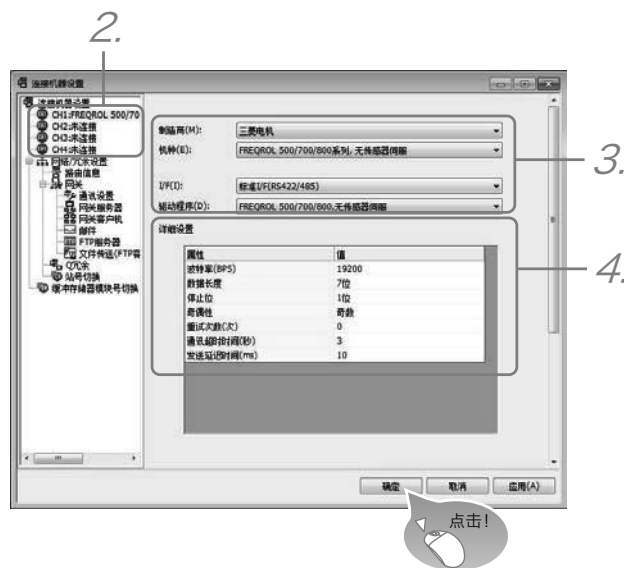 2.
连接机器设置
连接机器设置
CH1:FREQROL 500/70
CH2:未连接
CH3:未连接
CH4:未连接
网络/冗余设置
路由信息
网关
通讯设置
网关服务器
网关客户机
邮件
FTP服务器
文件传送(FTP容
Q冗余
站号切换
缓冲存储器模块号切换
制造商(M): 三菱电机
机种(E): FREQROL 500/700/800系列, 无传感器伺服
3.
I/F(I): 标准I/F(RS422/485)
驱动程序(D): FREQROL 500/700/800,无传感器伺服
详细设置
4.
属性 值
波特率(BPS) 19200
数据长度 7位
停止位 1位
奇偶性 奇数
重试次数(次) 0
通讯超时时间(秒) 3
发送延迟时间(ms) 10
确定 取消 应用(A)
点击!